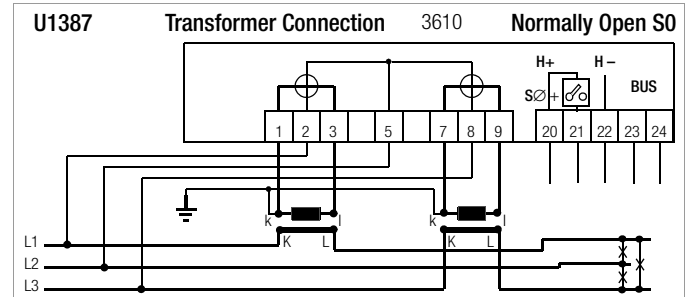 U1387 Transformer Connection 3610 Normally Open S0
H+ H –
SØ + BUS
1 2 3 5 7 8 9 20 21 22 23 24
k l k l
K L K L
L1
L2
L3